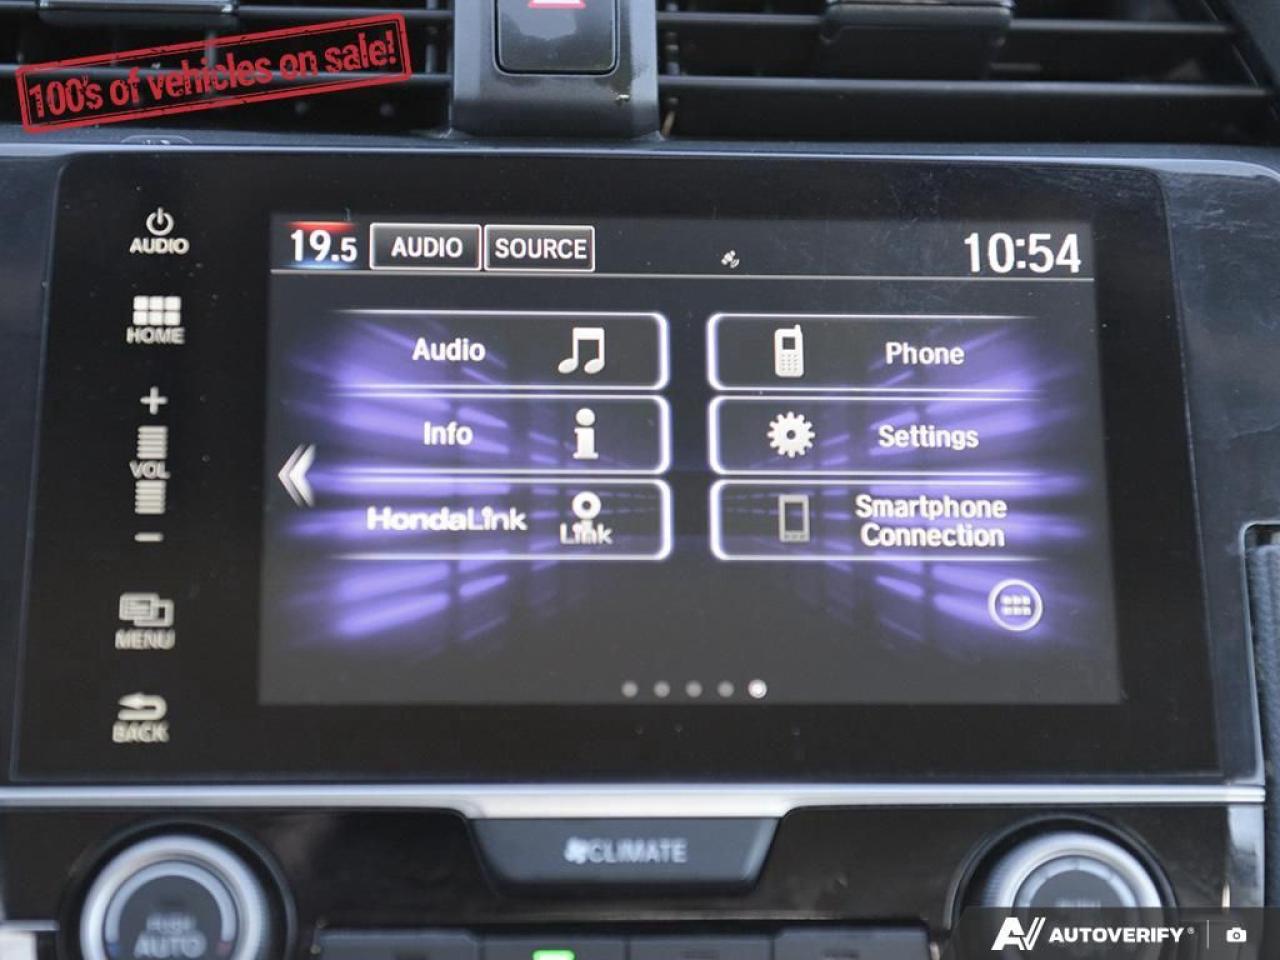 100's of vehicles on sale!
AUDIO
19.5 AUDIO SOURCE 10:54
HOME
Audio Phone
Info Settings
VOL
HondaLink Link Smartphone
Connection
MENU
BACK
CLIMATE
PUSH
AUTO
AUTOVERIFY